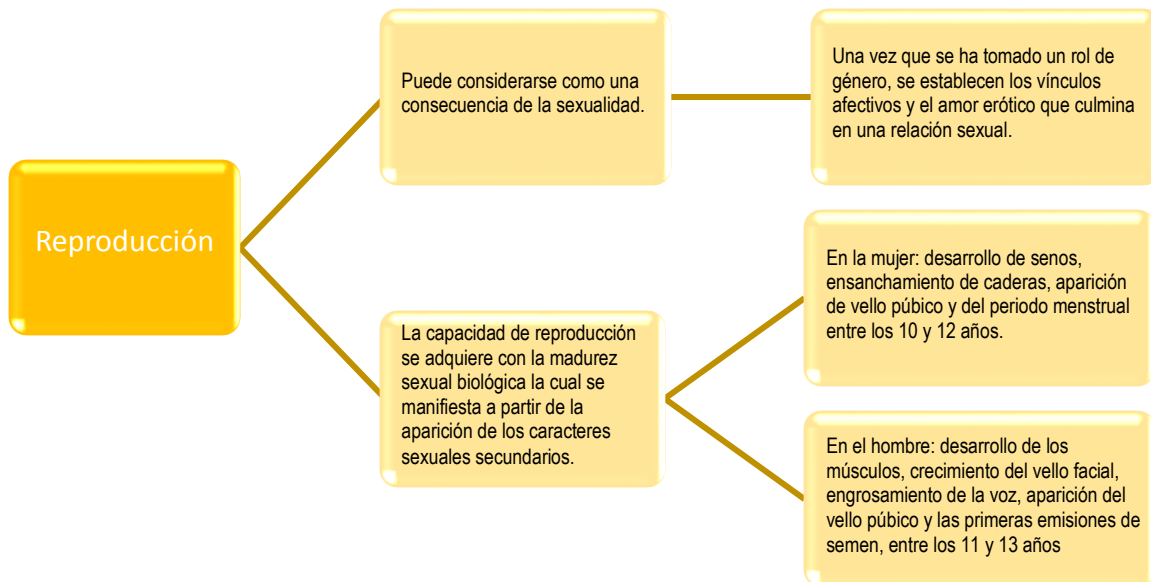 Reproducción
Puede considerarse como una
consecuencia de la sexualidad.
Una vez que se ha tomado un rol de
género, se establecen los vínculos
afectivos y el amor erótico que culmina
en una relación sexual.
La capacidad de reproducción
se adquiere con la madurez
sexual biológica la cual se
manifiesta a partir de la
aparición de los caracteres
sexuales secundarios.
En la mujer: desarrollo de senos,
ensanchamiento de caderas, aparición
de vello púbico y del periodo menstrual
entre los 10 y 12 años.
En el hombre: desarrollo de los
músculos, crecimiento del vello facial,
engrosamiento de la voz, aparición del
vello púbico y las primeras emisiones de
semen, entre los 11 y 13 años